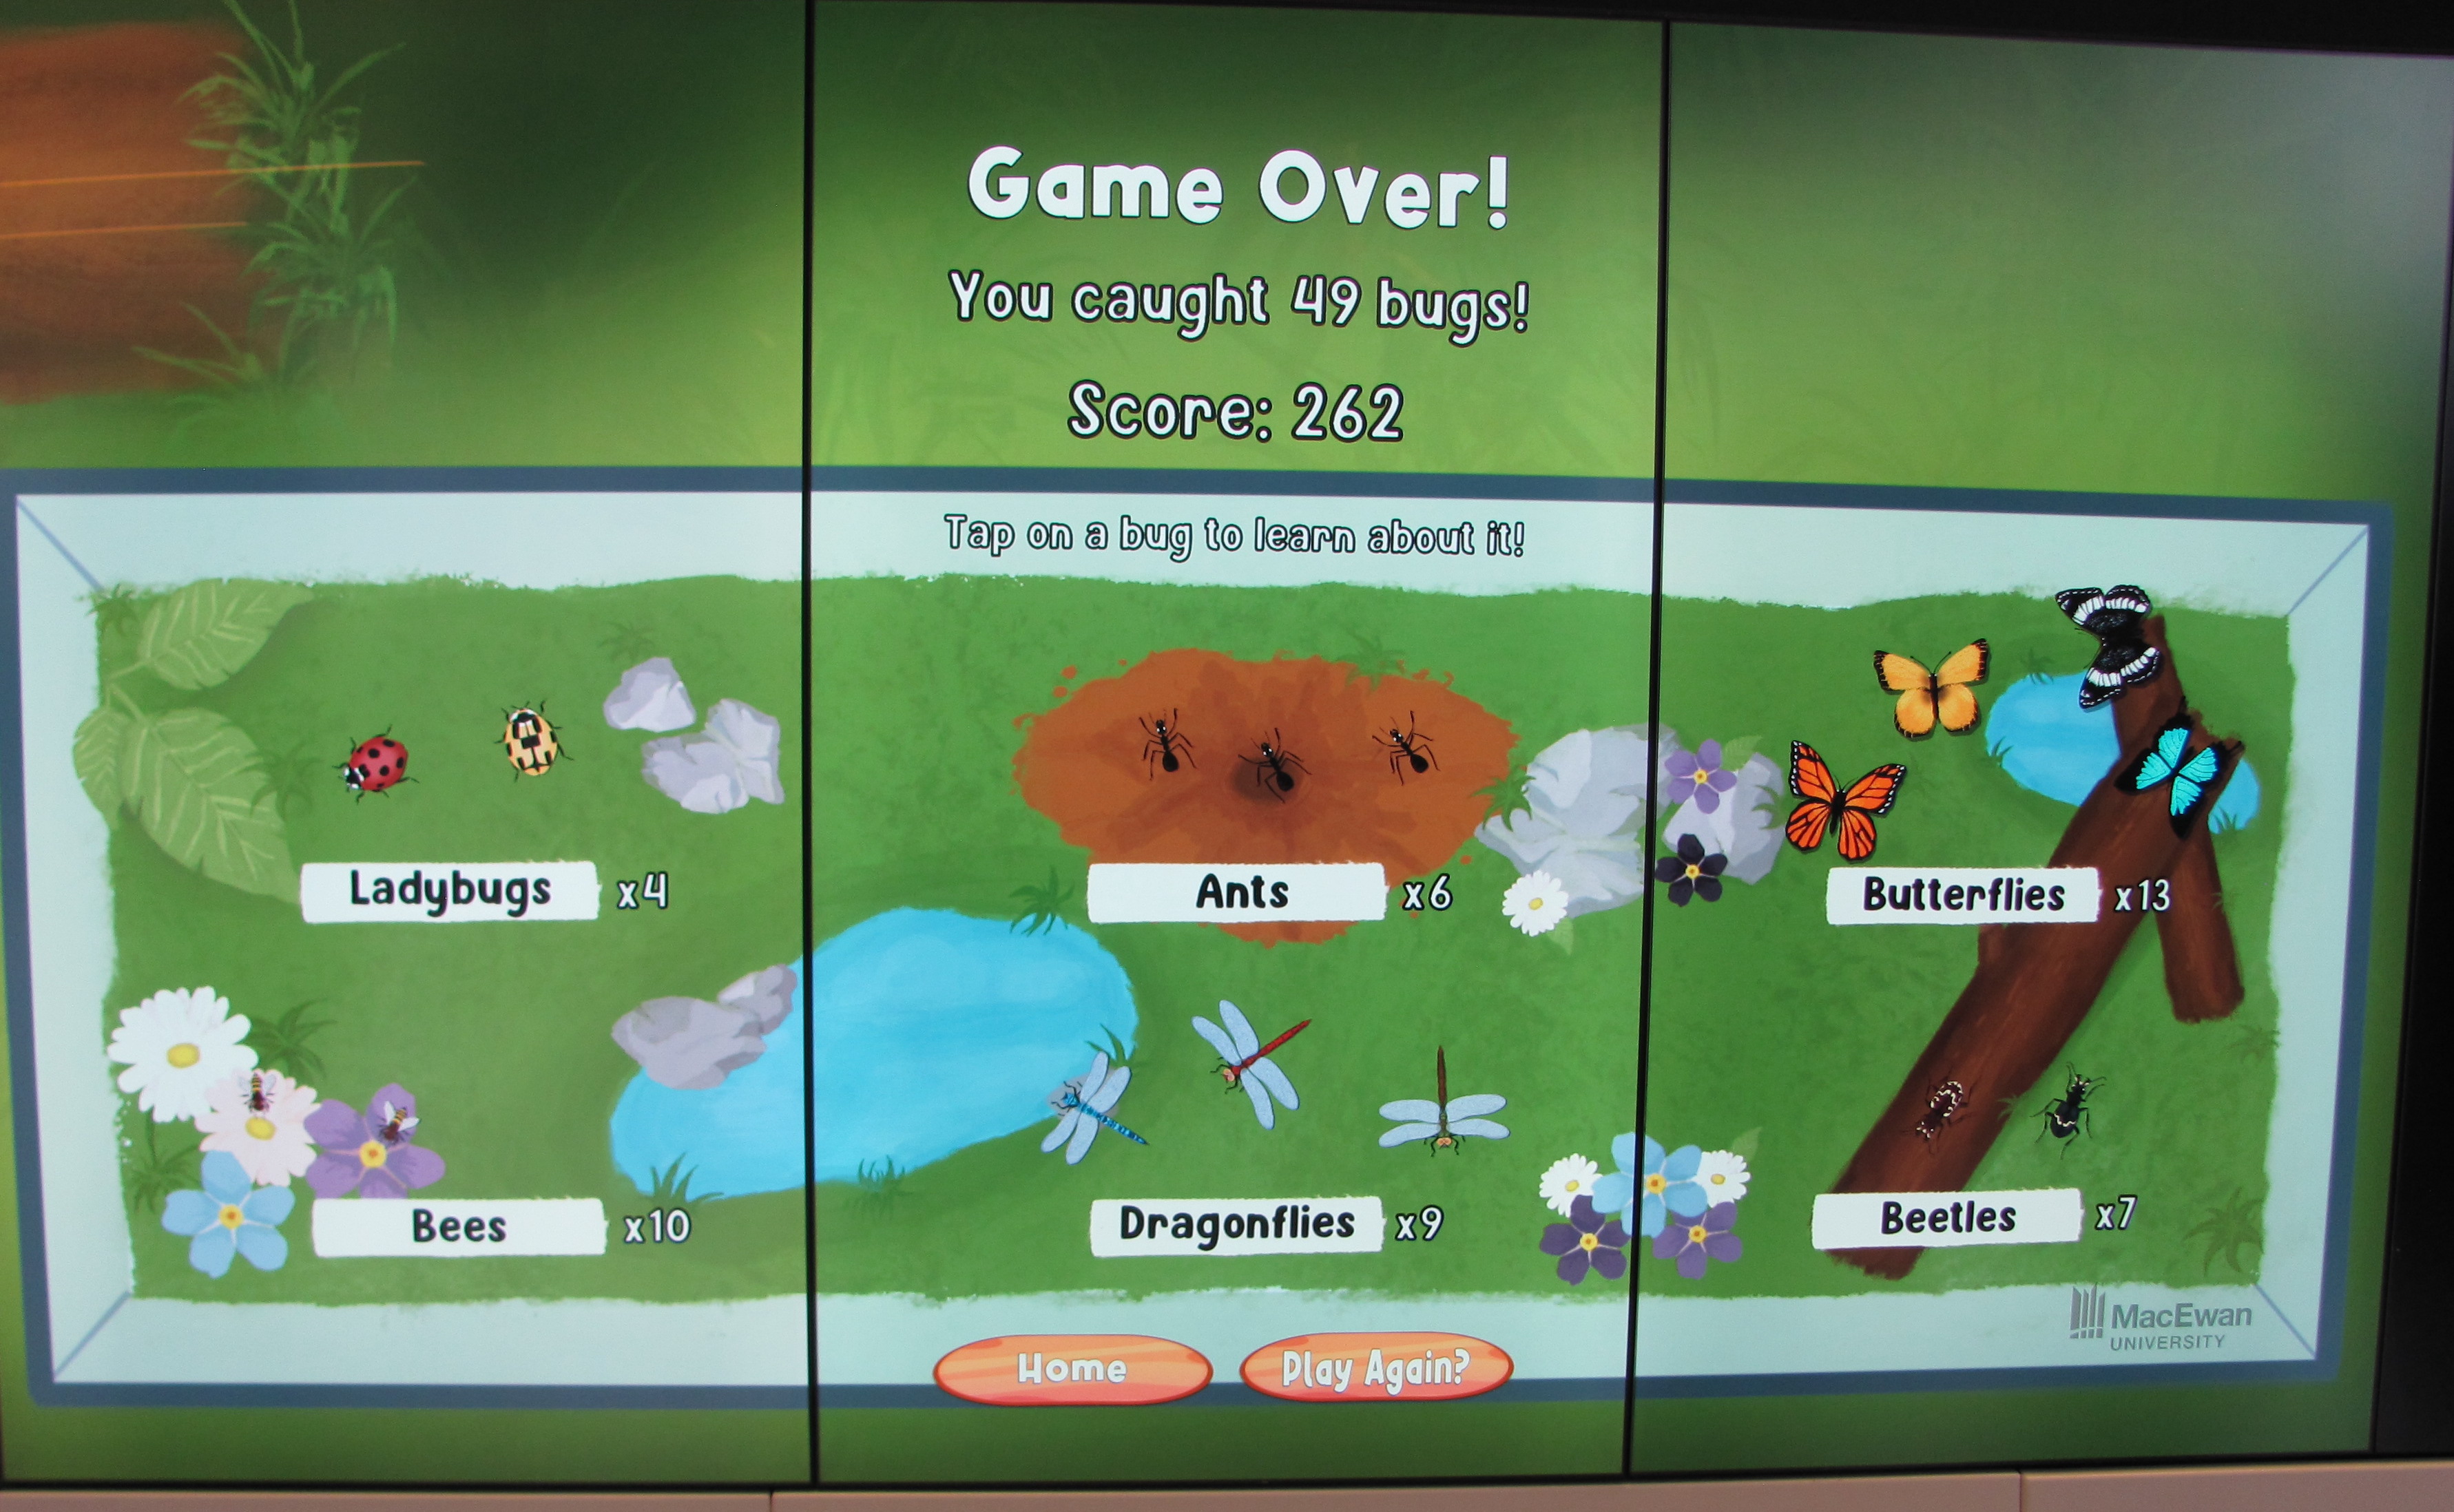 Game Over!
You caught 49 bugs!
Score: 262
Tap on a bug to learn about it!
Ladybugs x4
Ants x6
Butterflies x13
Bees x10
Dragonflies x9
Beetles x7
MacEwan
UNIVERSITY
Home
Play Again?